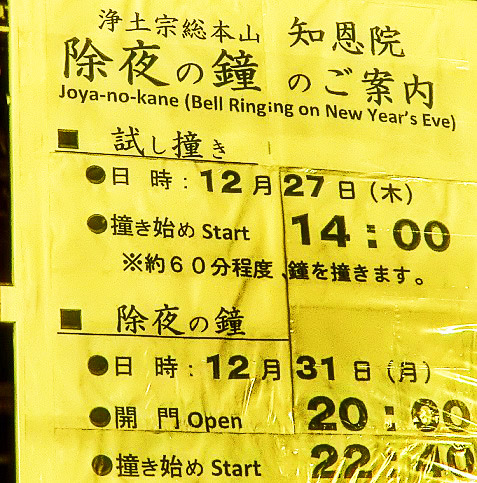 浄土宗総本山 知恩院
除夜の鐘 のご案内
Joya-no-kane (Bell Ringing on New Year's Eve)
■ 試し撞き
●日 時：12月27日（木）
●撞き始め Start 14：00
※約６０分程度、鐘を撞きます。
■ 除夜の鐘
●日 時：12月31日（月）
●開 門 Open 20：00
●撞き始め Start 22：40